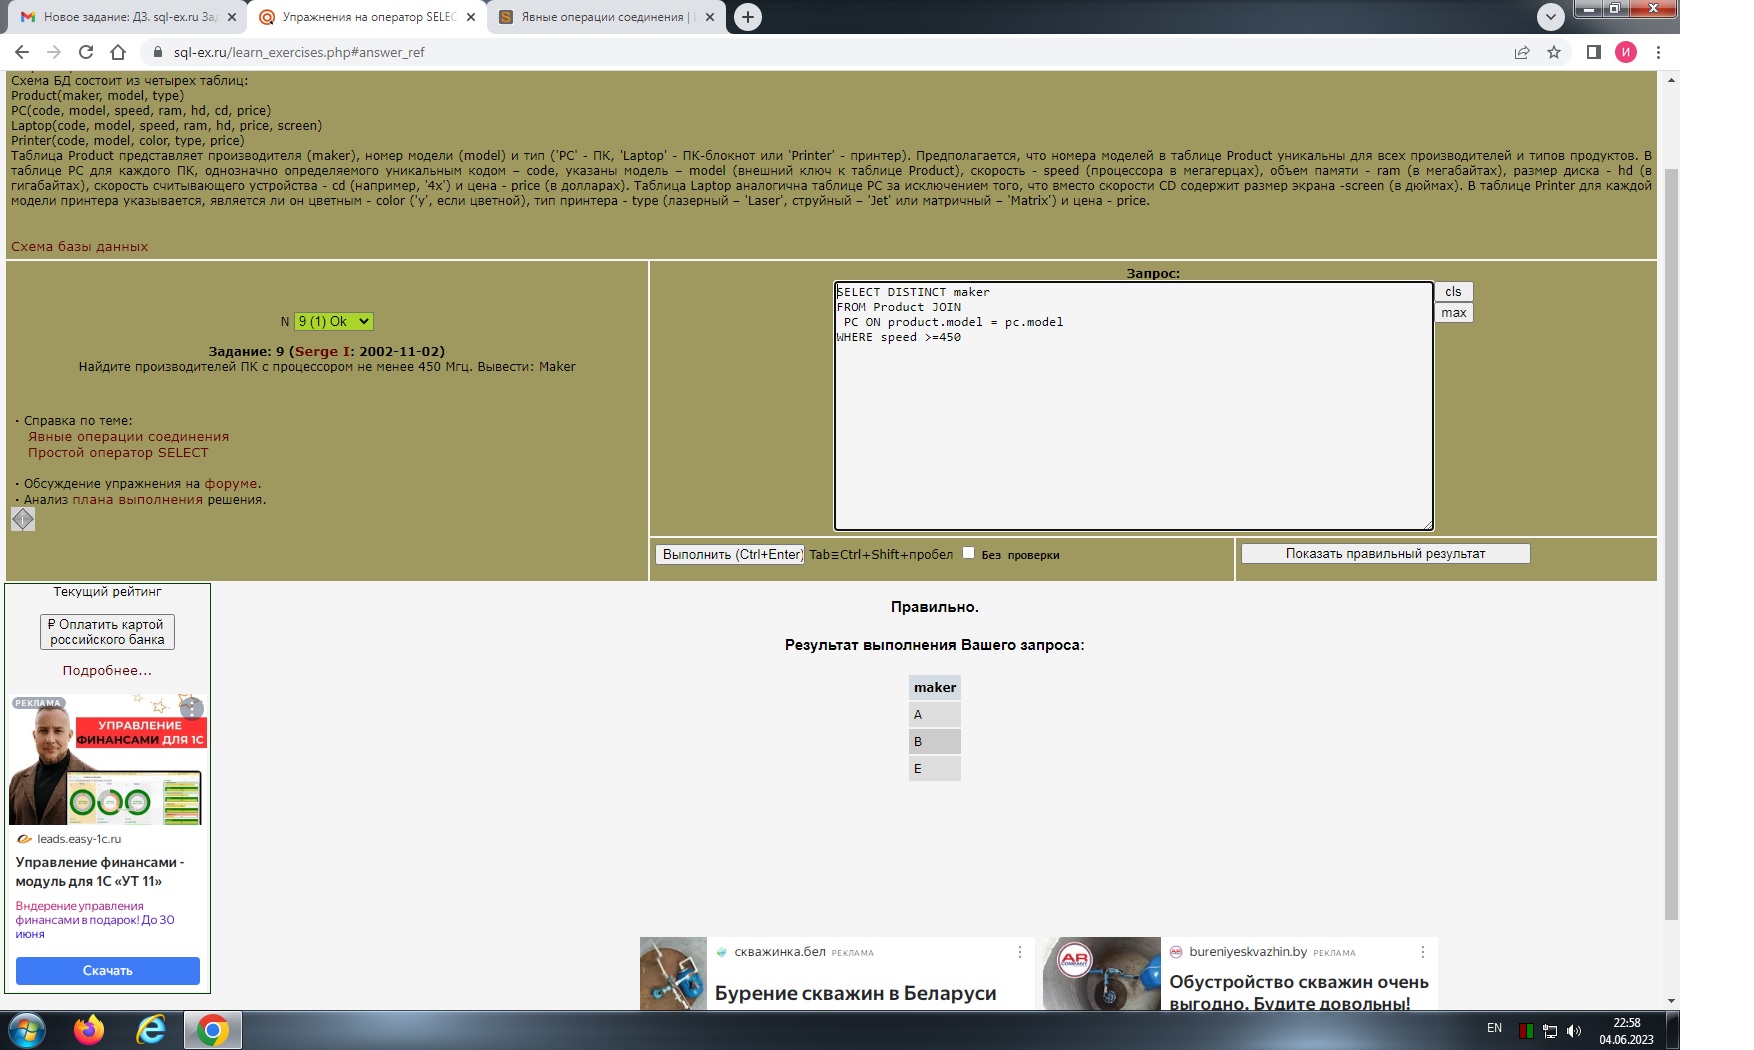 Новое задание: ДЗ. sql-ex.ru За
Упражнения на оператор SELEC
Явные операции соединения |
sql-ex.ru/learn_exercises.php#answer_ref
И
Схема БД состоит из четырех таблиц:
Product(maker, model, type)
PC(code, model, speed, ram, hd, cd, price)
Laptop(code, model, speed, ram, hd, price, screen)
Printer(code, model, color, type, price)
Таблица Product представляет производителя (maker), номер модели (model) и тип ('PC' - ПК, 'Laptop' - ПК-блокнот или 'Printer' - принтер). Предполагается, что номера моделей в таблице Product уникальны для всех производителей и типов продуктов. В
таблице PC для каждого ПК, однозначно определяемого уникальным кодом – code, указаны модель – model (внешний ключ к таблице Product), скорость - speed (процессора в мегагерцах), объем памяти - ram (в мегабайтах), размер диска - hd (в
гигабайтах), скорость считывающего устройства - cd (например, '4x') и цена - price (в долларах). Таблица Laptop аналогична таблице PC за исключением того, что вместо скорости CD содержит размер экрана -screen (в дюймах). В таблице Printer для каждой
модели принтера указывается, является ли он цветным - color ('y', если цветной), тип принтера - type (лазерный – 'Laser', струйный – 'Jet' или матричный – 'Matrix') и цена - price.
Схема базы данных
N 9 (1) Ok
Задание: 9 (Serge I: 2002-11-02)
Найдите производителей ПК с процессором не менее 450 Мгц. Вывести: Maker
• Справка по теме:
Явные операции соединения
Простой оператор SELECT
• Обсуждение упражнения на форуме.
• Анализ плана выполнения решения.
Запрос:
SELECT DISTINCT maker
FROM Product JOIN
PC ON product.model = pc.model
WHERE speed >=450
cls
max
Выполнить (Ctrl+Enter) Tab≡Ctrl+Shift+пробел Без проверки
Показать правильный результат
Правильно.
Результат выполнения Вашего запроса:
maker
A
B
E
Текущий рейтинг
₽ Оплатить картой
российского банка
Подробнее...
РЕКЛАМА
УПРАВЛЕНИЕ
ФИНАНСАМИ ДЛЯ 1С
leads.easy-1c.ru
Управление финансами -
модуль для 1С «УТ 11»
Вндерение управления
финансами в подарок! До 30
июня
Скачать
скважинка.бел РЕКЛАМА
Бурение скважин в Беларуси
AR
COMPANY
AR
bureniyeskvazhin.by РЕКЛАМА
Обустройство скважин очень
выгодно. Будите довольны!
EN
22:58
04.06.2023